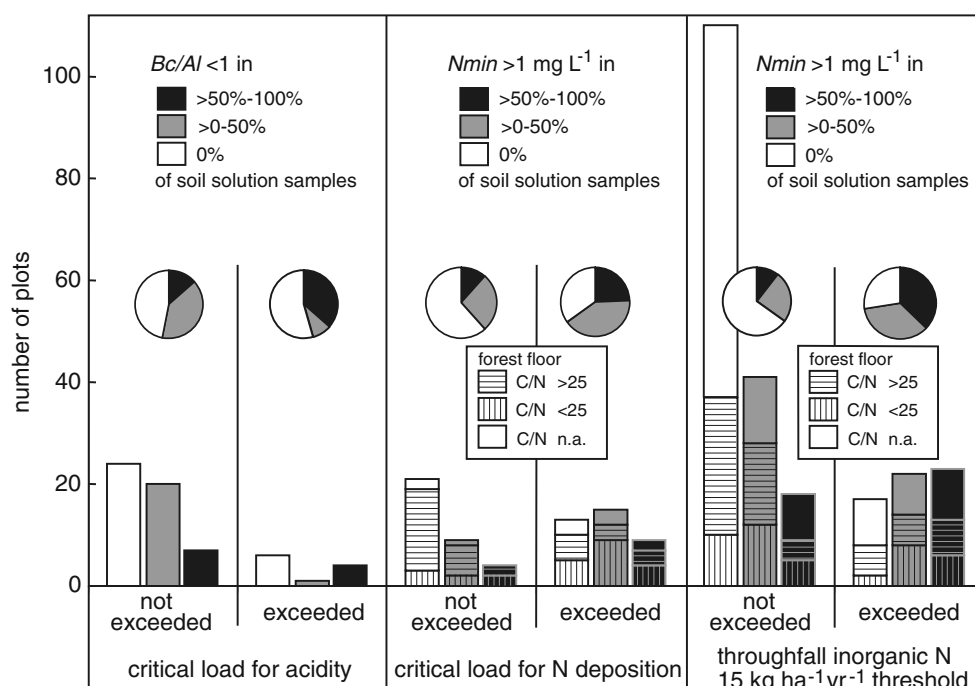 number of plots
100
80
60
40
20
0
Bc/Al <1 in
>50%-100%
>0-50%
0%
of soil solution samples
Nmin >1 mg L⁻¹ in
>50%-100%
>0-50%
0%
of soil solution samples
Nmin >1 mg L⁻¹ in
>50%-100%
>0-50%
0%
of soil solution samples
forest floor
C/N >25
C/N <25
C/N n.a.
forest floor
C/N >25
C/N <25
C/N n.a.
not
exceeded
exceeded
not
exceeded
exceeded
not
exceeded
exceeded
critical load for acidity
critical load for N deposition
throughfall inorganic N
15 kg ha⁻¹yr⁻¹ threshold